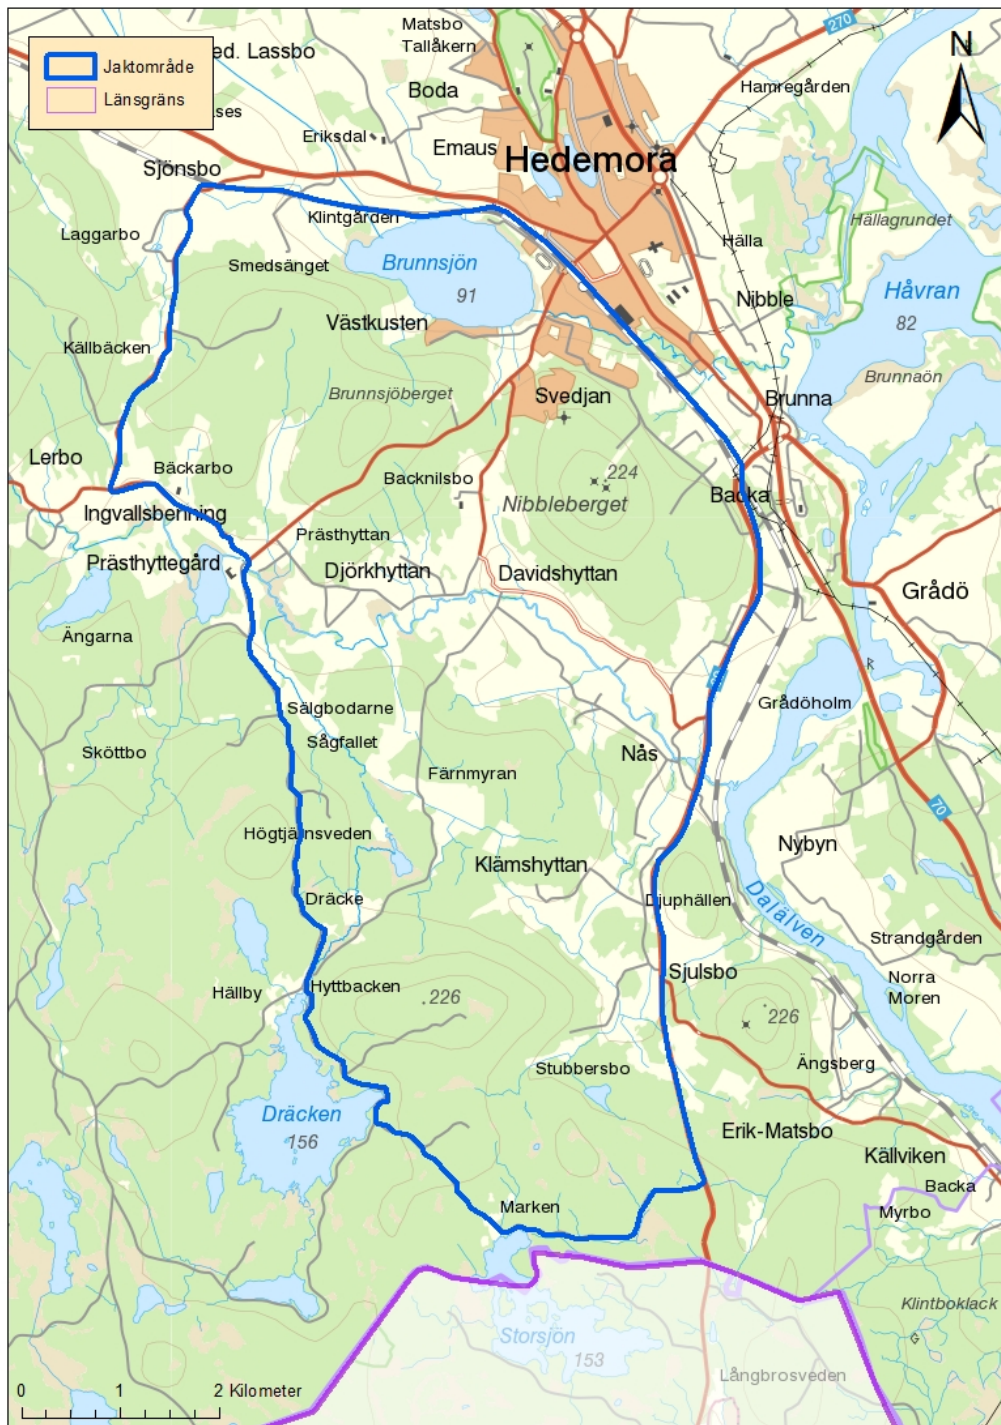 Jaktområde
Länsgräns
Matsbo
Tallåkern
270
N
ed. Lassbo
Boda
Hamregården
ses
Eriksdal
Emaus
Hedemora
Sjönsbo
Klintgården
Hällagrundet
Laggarbo
Hälla
Smedsänget
Brunnsjön
91
Nibble
Håvran
82
Västkusten
Källbäcken
Brunnsjöberget
Svedjan
Brunnaön
Brunna
Lerbo
Bäckarbo
Backnilsbo
224
Nibbleberget
Backa
Ingvallsbenning
Prästhyttan
Prästhyttegård
Djörkhyttan
Davidshyttan
Grådö
Ängarna
R
Sälgbodarne
Grådöholm
Sågfallet
Sköttbo
Nås
Färnmyran
70
Högtjärnsveden
Nybyn
Klämshyttan
Dräcke
Djuphällen
Dalälven
Strandgården
Sjulsbo
Norra
Moren
Hällby
Hyttbacken
226
226
Stubbersbo
Ängsberg
Dräcken
156
Erik-Matsbo
Källviken
Backa
Marken
Myrbo
Klintboklack
G
Storsjön
153
Långbrosveden
0 1 2 Kilometer